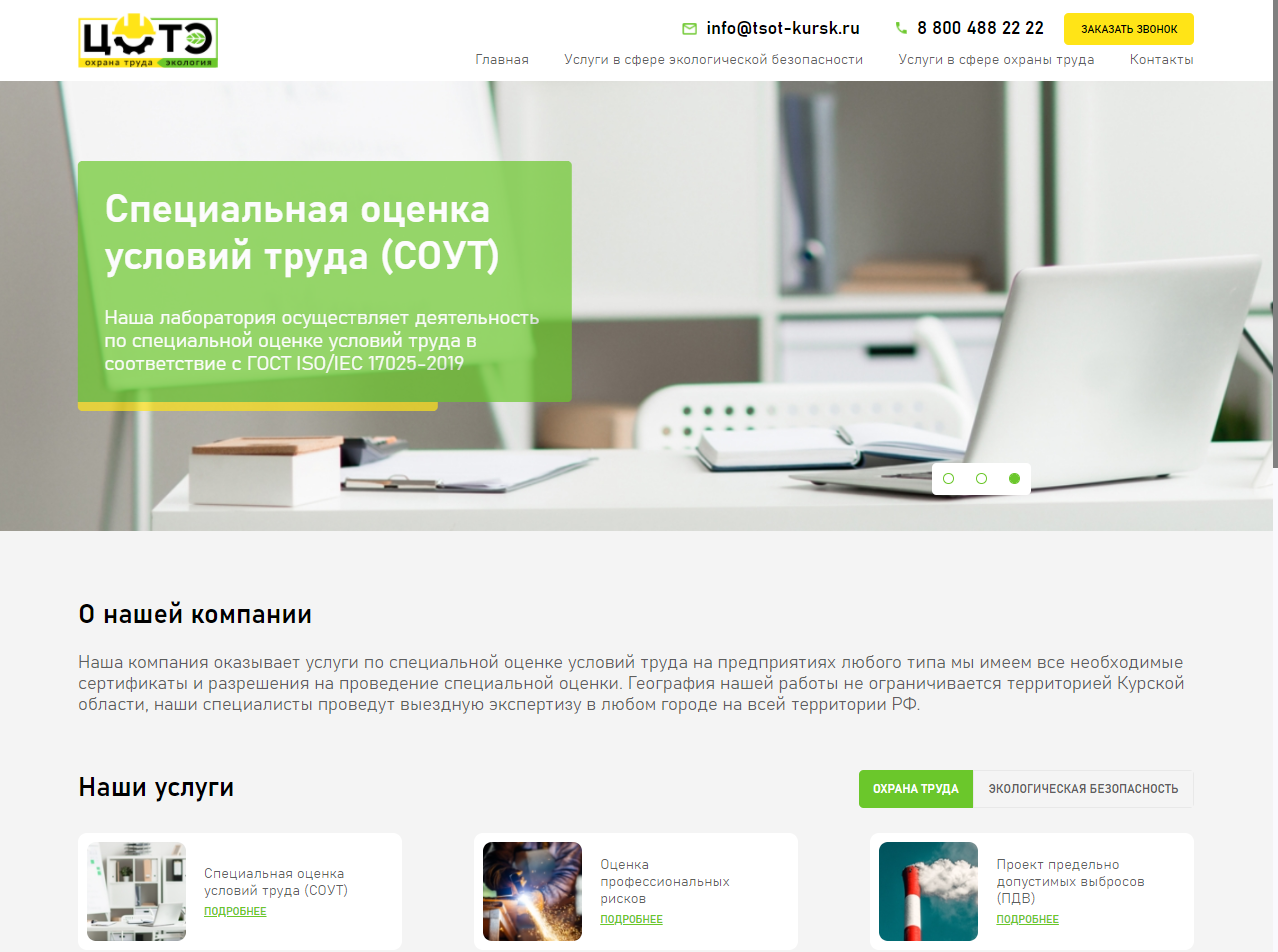 ЦОТЭ
охрана труда экология
info@tsot-kursk.ru
8 800 488 22 22
ЗАКАЗАТЬ ЗВОНОК
Главная
Услуги в сфере экологической безопасности
Услуги в сфере охраны труда
Контакты
Специальная оценка
условий труда (СОУТ)
Наша лаборатория осуществляет деятельность
по специальной оценке условий труда в
соответствие с ГОСТ ISO/IEC 17025-2019
О нашей компании
Наша компания оказывает услуги по специальной оценке условий труда на предприятиях любого типа мы имеем все необходимые
сертификаты и разрешения на проведение специальной оценки. География нашей работы не ограничивается территорией Курской
области, наши специалисты проведут выездную экспертизу в любом городе на всей территории РФ.
Наши услуги
ОХРАНА ТРУДА
ЭКОЛОГИЧЕСКАЯ БЕЗОПАСНОСТЬ
Специальная оценка
условий труда (СОУТ)
ПОДРОБНЕЕ
Оценка
профессиональных
рисков
ПОДРОБНЕЕ
Проект предельно
допустимых выбросов
(ПДВ)
ПОДРОБНЕЕ